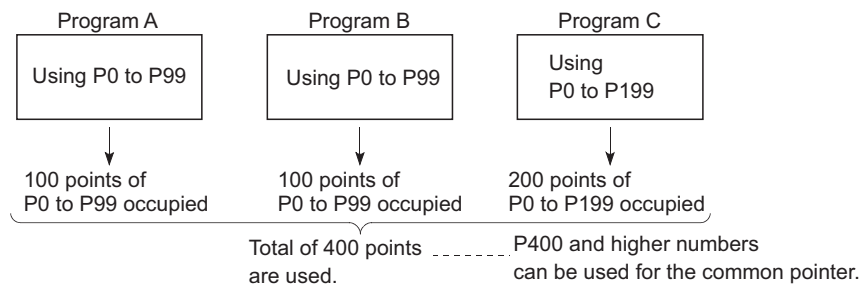 Program A
Program B
Program C
Using P0 to P99
Using P0 to P99
Using
P0 to P199
100 points of
P0 to P99 occupied
100 points of
P0 to P99 occupied
200 points of
P0 to P199 occupied
Total of 400 points
are used.
P400 and higher numbers
can be used for the common pointer.